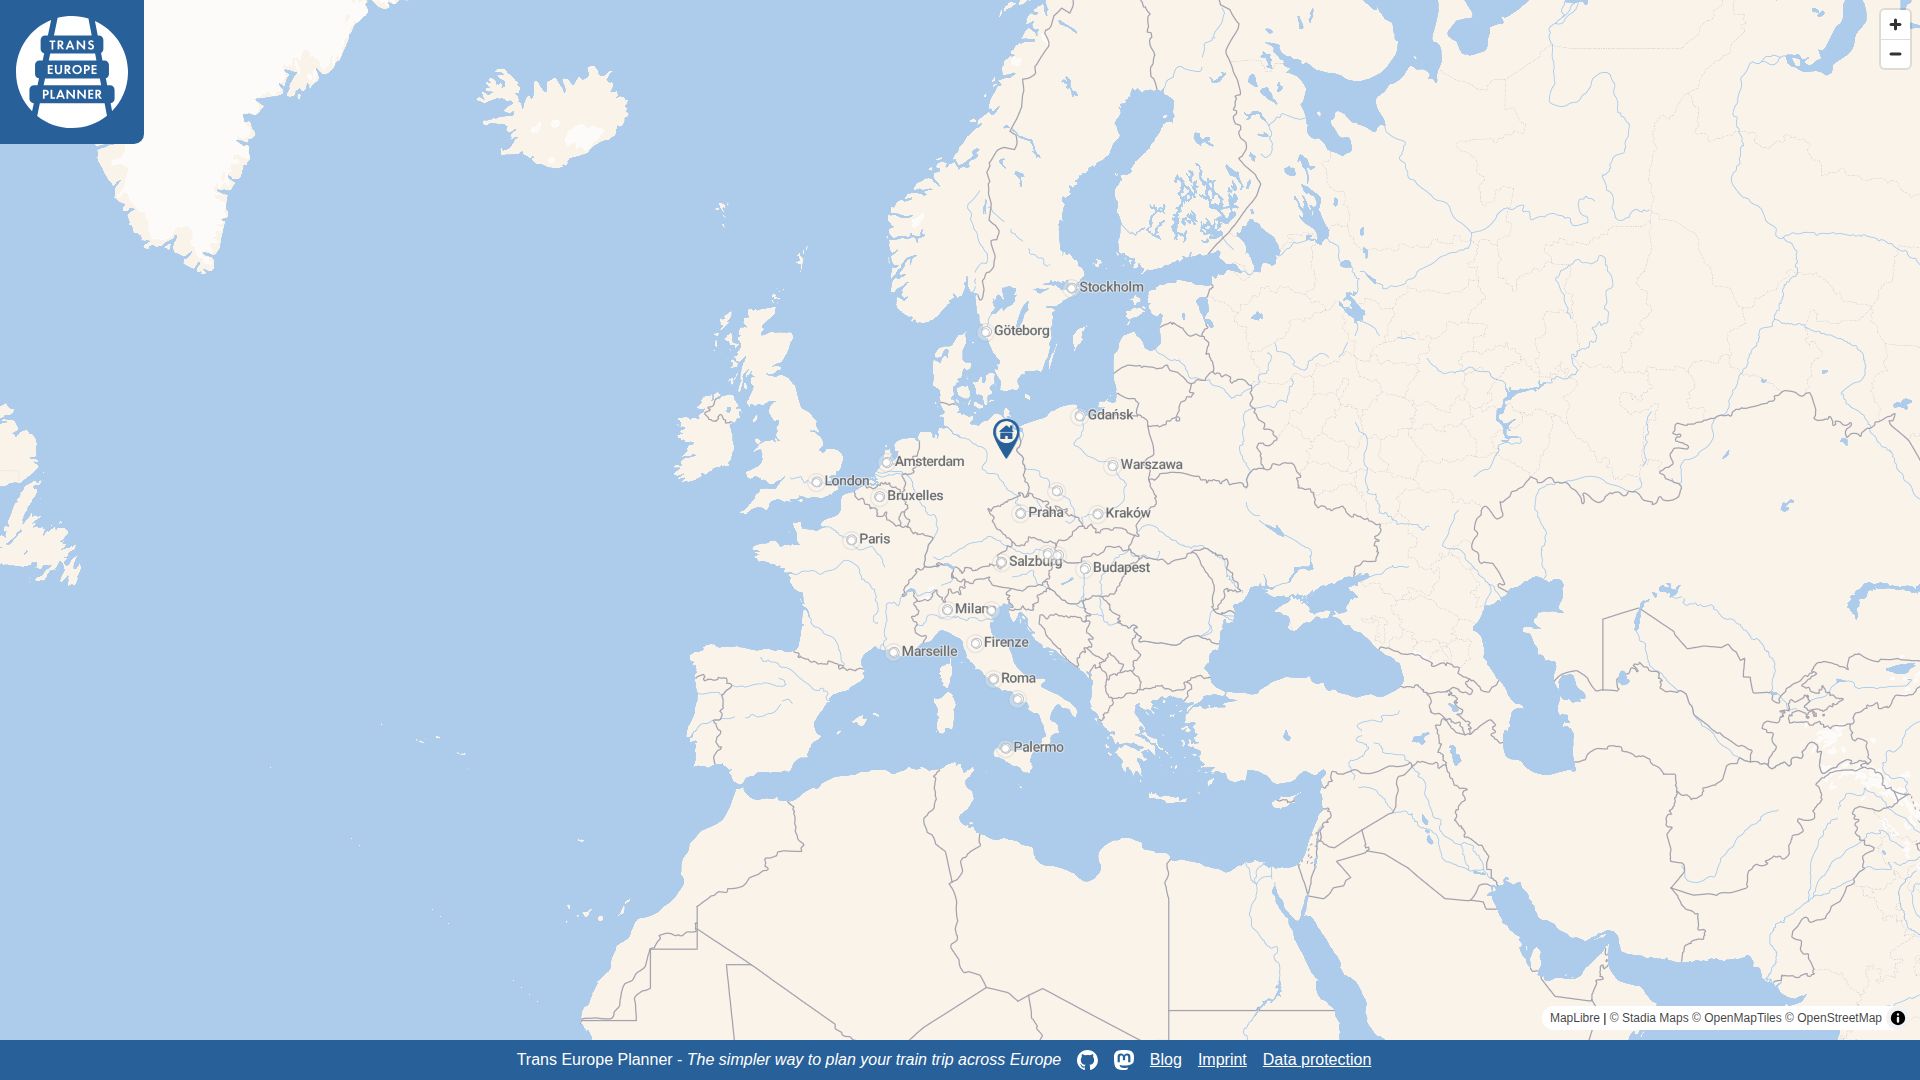 TRANS
EUROPE
PLANNER
+
−
Stockholm
Göteborg
Gdańsk
Amsterdam
Warszawa
London
Bruxelles
Praha
Kraków
Paris
Salzburg
Budapest
Milan
Firenze
Marseille
Roma
Palermo
MapLibre | © Stadia Maps © OpenMapTiles © OpenStreetMap
Trans Europe Planner - The simpler way to plan your train trip across Europe Blog Imprint Data protection